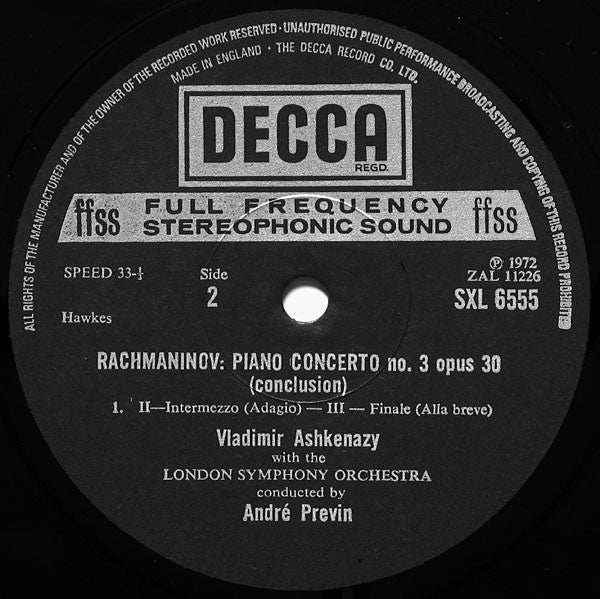 ALL RIGHTS OF THE MANUFACTURER AND OF THE OWNER OF THE RECORDED WORK RESERVED · UNAUTHORISED PUBLIC PERFORMANCE BROADCASTING AND COPYING OF THIS RECORD PROHIBITED
MADE IN ENGLAND · THE DECCA RECORD CO. LTD.
DECCA
REGD.
ffss FULL FREQUENCY STEREOPHONIC SOUND ffss
SPEED 33-⅓
Side
2
℗ 1972
ZAL 11226
SXL 6555
Hawkes
RACHMANINOV: PIANO CONCERTO no. 3 opus 30
(conclusion)
1. II—Intermezzo (Adagio) — III — Finale (Alla breve)
Vladimir Ashkenazy
with the
LONDON SYMPHONY ORCHESTRA
conducted by
André Previn